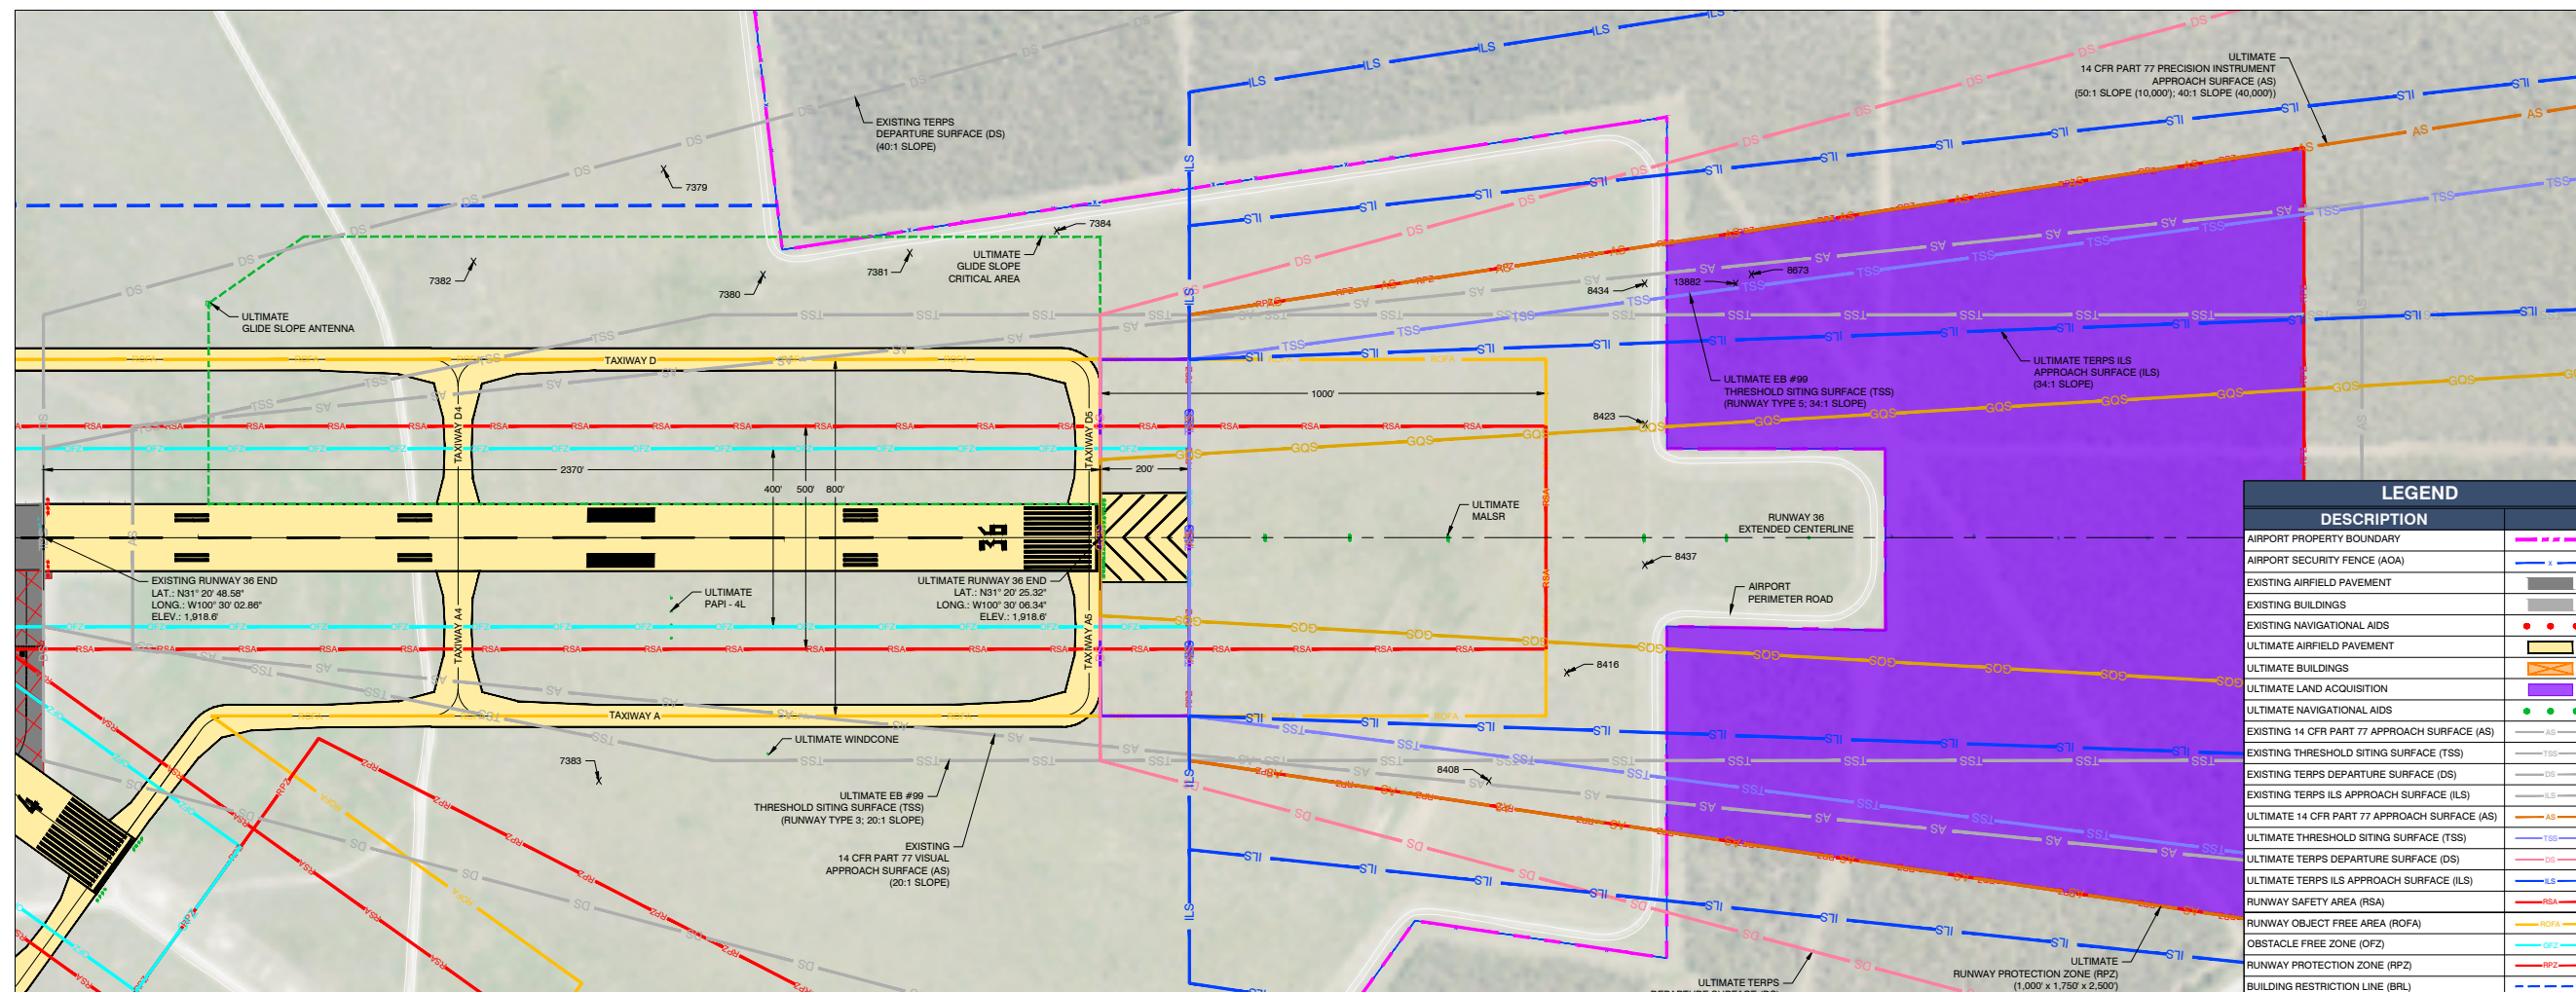 ULTIMATE
14 CFR PART 77 PRECISION INSTRUMENT
APPROACH SURFACE (AS)
(50:1 SLOPE (10,000'); 40:1 SLOPE (40,000'))
EXISTING TERPS
DEPARTURE SURFACE (DS)
(40:1 SLOPE)
7379
7384
7382
7380
7381
ULTIMATE
GLIDE SLOPE
CRITICAL AREA
8434
13882
8673
ULTIMATE
GLIDE SLOPE ANTENNA
TAXIWAY D
TAXIWAY D4
TAXIWAY D5
1000'
ULTIMATE EB #99
THRESHOLD SITING SURFACE (TSS)
(RUNWAY TYPE 5; 34:1 SLOPE)
ULTIMATE TERPS ILS
APPROACH SURFACE (ILS)
(34:1 SLOPE)
8423
2370'
200'
400'
500'
800'
36
ULTIMATE
MALSR
RUNWAY 36
EXTENDED CENTERLINE
8437
EXISTING RUNWAY 36 END
LAT.: N31° 20' 48.58"
LONG.: W100° 30' 02.86"
ELEV.: 1,918.6'
ULTIMATE
PAPI - 4L
ULTIMATE RUNWAY 36 END
LAT.: N31° 20' 25.32"
LONG.: W100° 30' 06.34"
ELEV.: 1,918.6'
AIRPORT
PERIMETER ROAD
TAXIWAY A4
TAXIWAY A5
8416
TAXIWAY A
ULTIMATE WINDCONE
7383
8408
4
ULTIMATE EB #99
THRESHOLD SITING SURFACE (TSS)
(RUNWAY TYPE 3; 20:1 SLOPE)
EXISTING
14 CFR PART 77 VISUAL
APPROACH SURFACE (AS)
(20:1 SLOPE)
ULTIMATE TERPS
ULTIMATE
RUNWAY PROTECTION ZONE (RPZ)
(1,000' x 1,750' x 2,500')
LEGEND
DESCRIPTION
AIRPORT PROPERTY BOUNDARY
AIRPORT SECURITY FENCE (AOA) x
EXISTING AIRFIELD PAVEMENT
EXISTING BUILDINGS
EXISTING NAVIGATIONAL AIDS
ULTIMATE AIRFIELD PAVEMENT
ULTIMATE BUILDINGS
ULTIMATE LAND ACQUISITION
ULTIMATE NAVIGATIONAL AIDS
EXISTING 14 CFR PART 77 APPROACH SURFACE (AS) AS
EXISTING THRESHOLD SITING SURFACE (TSS) TSS
EXISTING TERPS DEPARTURE SURFACE (DS) DS
EXISTING TERPS ILS APPROACH SURFACE (ILS) ILS
ULTIMATE 14 CFR PART 77 APPROACH SURFACE (AS) AS
ULTIMATE THRESHOLD SITING SURFACE (TSS) TSS
ULTIMATE TERPS DEPARTURE SURFACE (DS) DS
ULTIMATE TERPS ILS APPROACH SURFACE (ILS) ILS
RUNWAY SAFETY AREA (RSA) RSA
RUNWAY OBJECT FREE AREA (ROFA) ROFA
OBSTACLE FREE ZONE (OFZ) OFZ
RUNWAY PROTECTION ZONE (RPZ) RPZ
BUILDING RESTRICTION LINE (BRL)